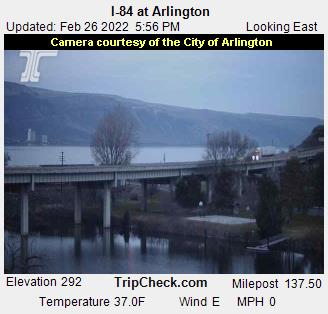 I-84 at Arlington
Updated: Feb 26 2022 5:56 PM Looking East
Camera courtesy of the City of Arlington
Elevation 292 TripCheck.com Milepost 137.50
Temperature 37.0F Wind E MPH 0